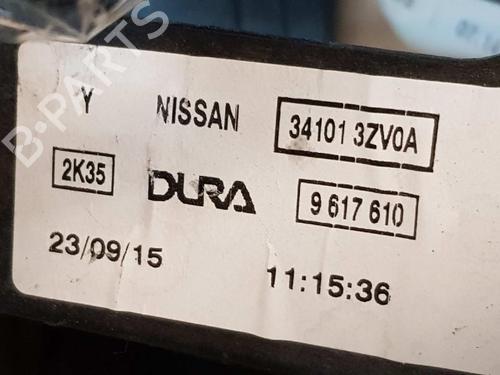 Y NISSAN 34101 3ZV0A
2K35 DURA 9 617 610
23/09/15 11:15:36
B-PARTS